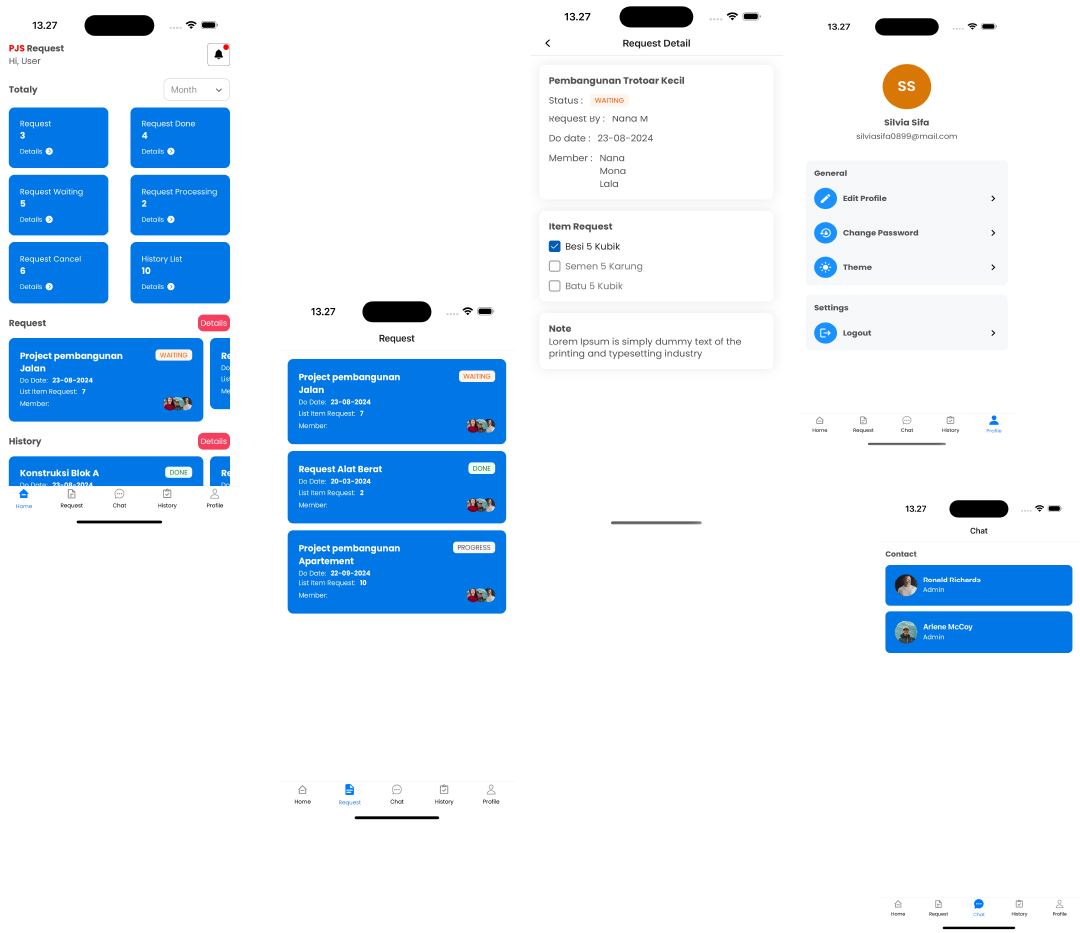 13.27
PJS Request
Hi, User
Totaly
Month
Request
3
Details
Request Done
4
Details
Request Waiting
5
Details
Request Processing
2
Details
Request Cancel
6
Details
History List
10
Details
Request
Details
Project pembangunan
Jalan
WAITING
Do Date: 23-08-2024
List Item Request: 7
Member:
Re
Do
List
Me
History
Details
Konstruksi Blok A
DONE
Do Date: 23-08-2024
Re
Do
Home
Request
Chat
History
Profile
13.27
Request
Project pembangunan
Jalan
WAITING
Do Date: 23-08-2024
List Item Request: 7
Member:
Request Alat Berat
DONE
Do Date: 20-03-2024
List Item Request: 2
Member:
Project pembangunan
Apartement
PROGRESS
Do Date: 22-09-2024
List Item Request: 10
Member:
Home
Request
Chat
History
Profile
13.27
Request Detail
Pembangunan Trotoar Kecil
Status : WAITING
Request By : Nana M
Do date : 23-08-2024
Member : Nana
Mona
Lala
Item Request
Besi 5 Kubik
Semen 5 Karung
Batu 5 Kubik
Note
Lorem Ipsum is simply dummy text of the
printing and typesetting industry
13.27
SS
Silvia Sifa
silviasifa0899@mail.com
General
Edit Profile
Change Password
Theme
Settings
Logout
Home
Request
Chat
History
Profile
13.27
Chat
Contact
Ronald Richards
Admin
Arlene McCoy
Admin
Home
Request
Chat
History
Profile